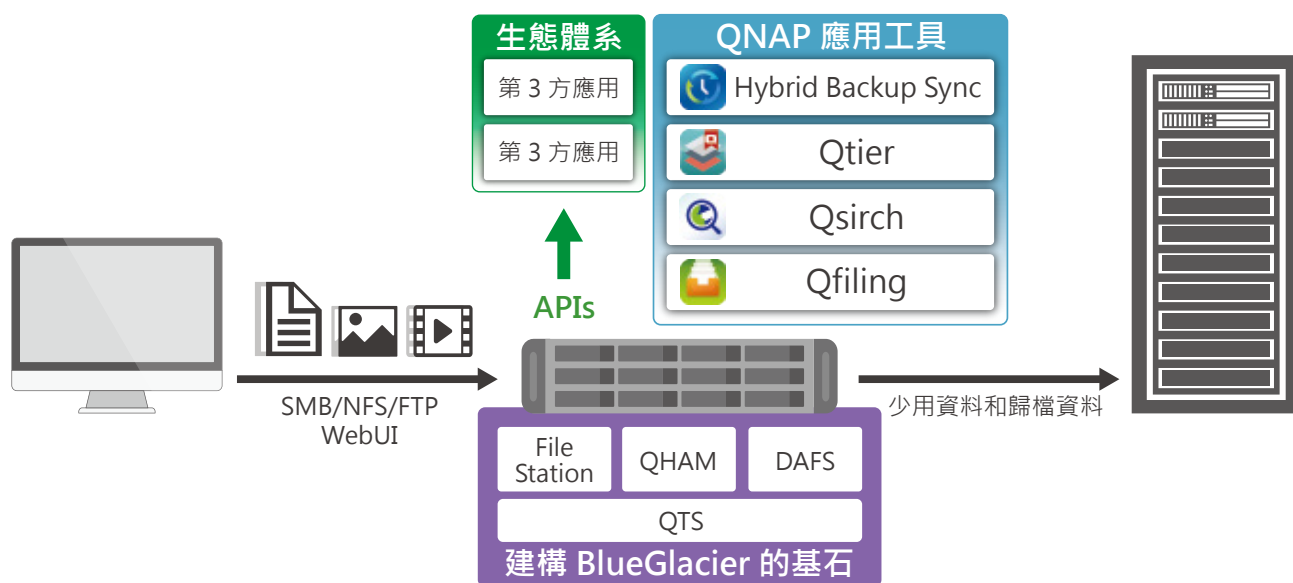 生態體系
第 3 方應用
第 3 方應用
QNAP 應用工具
Hybrid Backup Sync
Qtier
Qsirch
Qfiling
APIs
SMB/NFS/FTP
WebUI
少用資料和歸檔資料
File
Station
QHAM
DAFS
QTS
建構 BlueGlacier 的基石